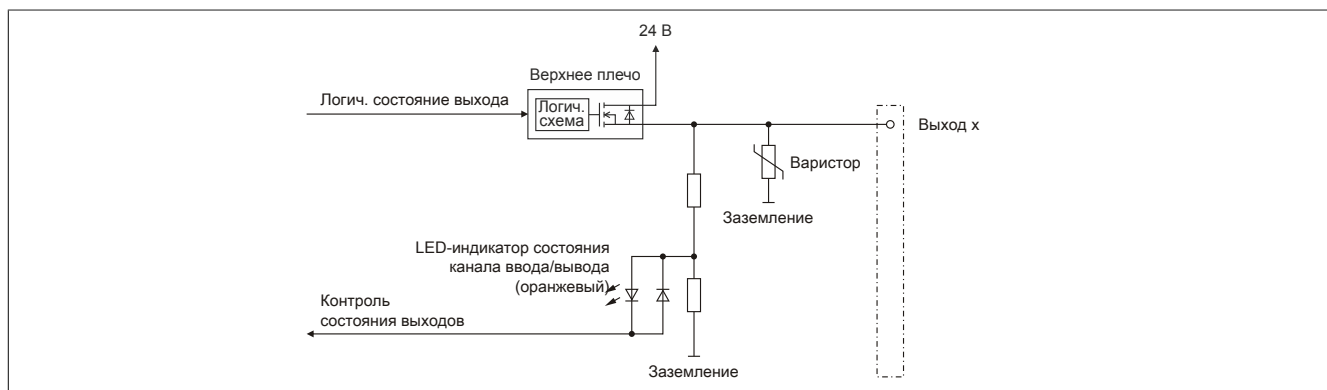 24 В
Верхнее плечо
Логич. состояние выхода
Логич.
схема
Выход x
Варистор
Заземление
LED-индикатор состояния
канала ввода/вывода
(оранжевый)
Контроль
состояния выходов
Заземление